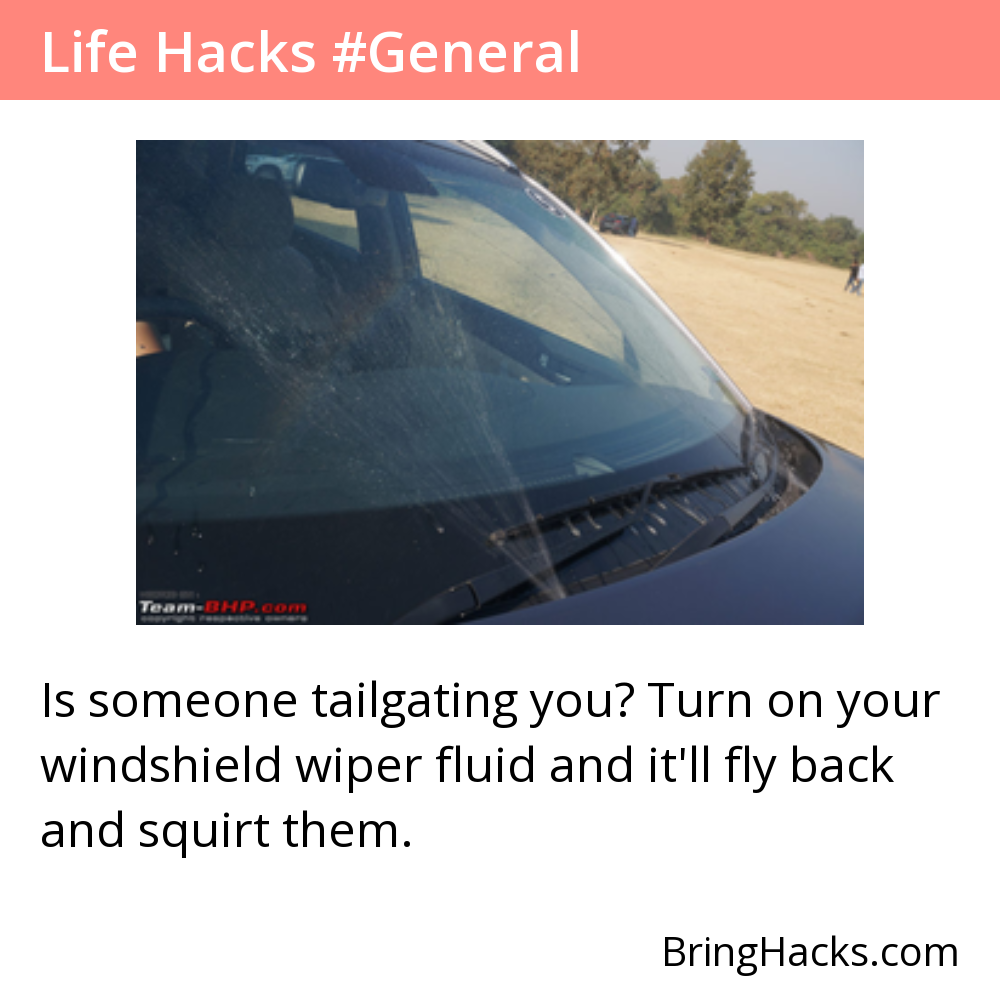 Life Hacks #General
Team-BHP.com
copyright respective owners
Is someone tailgating you? Turn on your
windshield wiper fluid and it'll fly back
and squirt them.
BringHacks.com